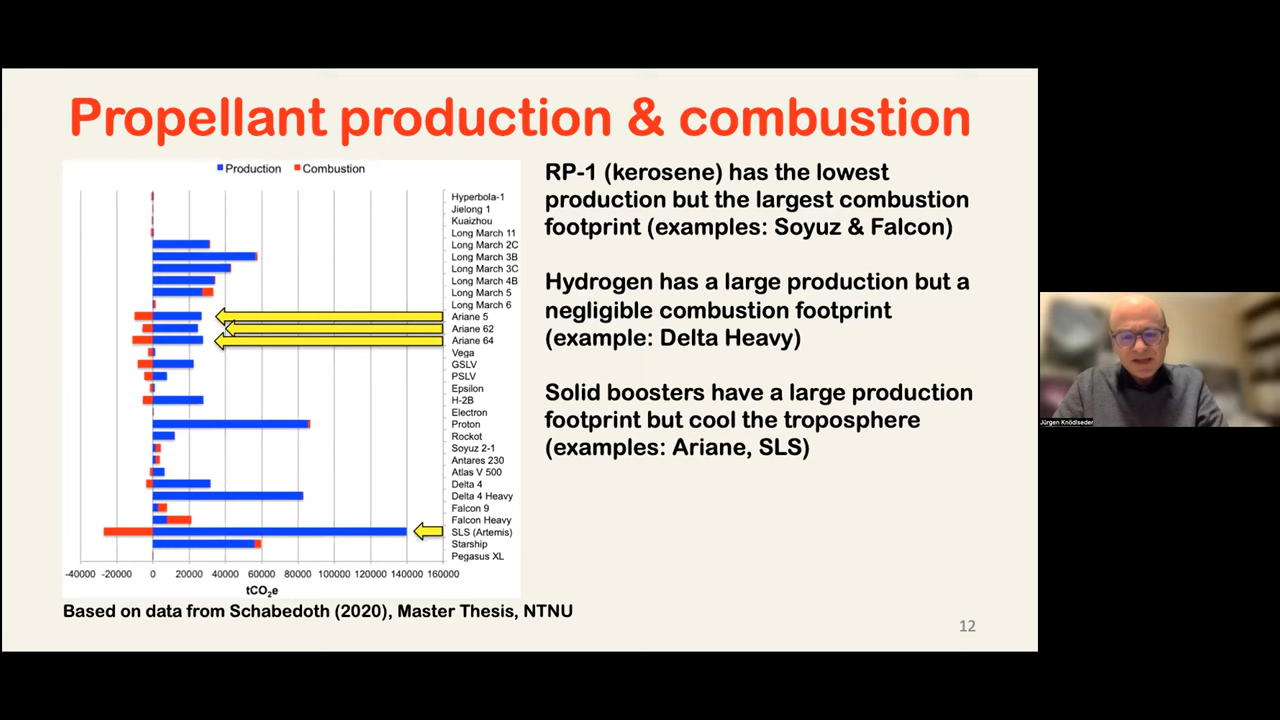 Propellant production & combustion
Production Combustion
Hyperbola-1
Jielong 1
Kuaizhou
Long March 11
Long March 2C
Long March 3B
Long March 3C
Long March 4B
Long March 5
Long March 6
Ariane 5
Ariane 62
Ariane 64
Vega
GSLV
PSLV
Epsilon
H-2B
Electron
Proton
Rockot
Soyuz 2-1
Antares 230
Atlas V 500
Delta 4
Delta 4 Heavy
Falcon 9
Falcon Heavy
SLS (Artemis)
Starship
Pegasus XL
-40000 -20000 0 20000 40000 60000 80000 100000 120000 140000 160000
tCO₂e
Based on data from Schabedoth (2020), Master Thesis, NTNU
RP-1 (kerosene) has the lowest
production but the largest combustion
footprint (examples: Soyuz & Falcon)
Hydrogen has a large production but a
negligible combustion footprint
(example: Delta Heavy)
Solid boosters have a large production
footprint but cool the troposphere
(examples: Ariane, SLS)
12
Jürgen Knödlseder